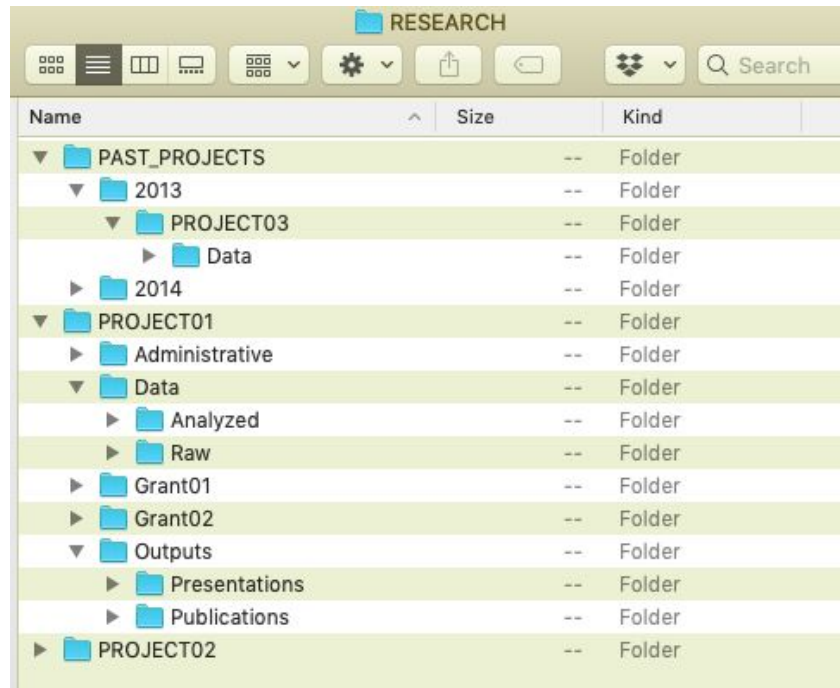 RESEARCH
Search
Name Size Kind
PAST_PROJECTS -- Folder
2013 -- Folder
PROJECT03 -- Folder
Data -- Folder
2014 -- Folder
PROJECT01 -- Folder
Administrative -- Folder
Data -- Folder
Analyzed -- Folder
Raw -- Folder
Grant01 -- Folder
Grant02 -- Folder
Outputs -- Folder
Presentations -- Folder
Publications -- Folder
PROJECT02 -- Folder